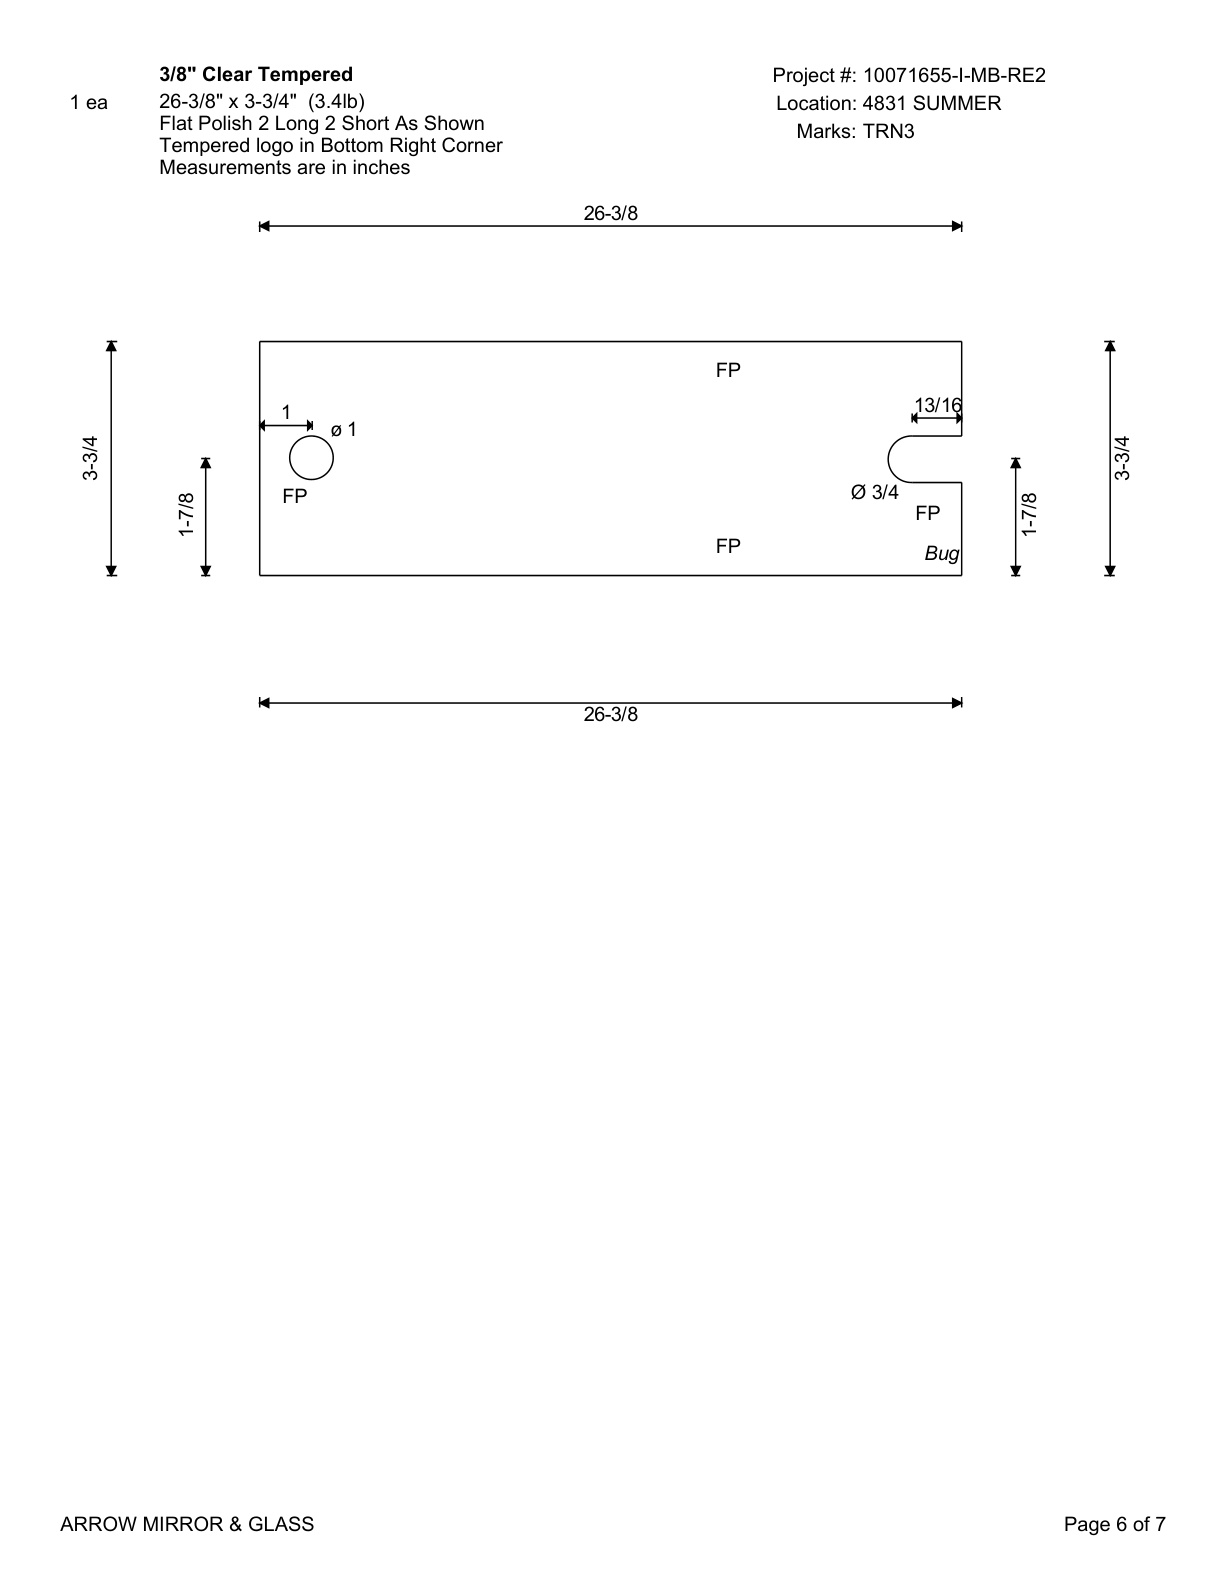 3/8" Clear Tempered
1 ea
26-3/8" x 3-3/4" (3.4lb)
Flat Polish 2 Long 2 Short As Shown
Tempered logo in Bottom Right Corner
Measurements are in inches
Project #: 10071655-I-MB-RE2
Location: 4831 SUMMER
Marks: TRN3
26-3/8
FP
13/16
1
ø 1
3-3/4
3-3/4
Ø 3/4
FP
1-7/8
1-7/8
FP
FP
Bug
26-3/8
ARROW MIRROR & GLASS
Page 6 of 7